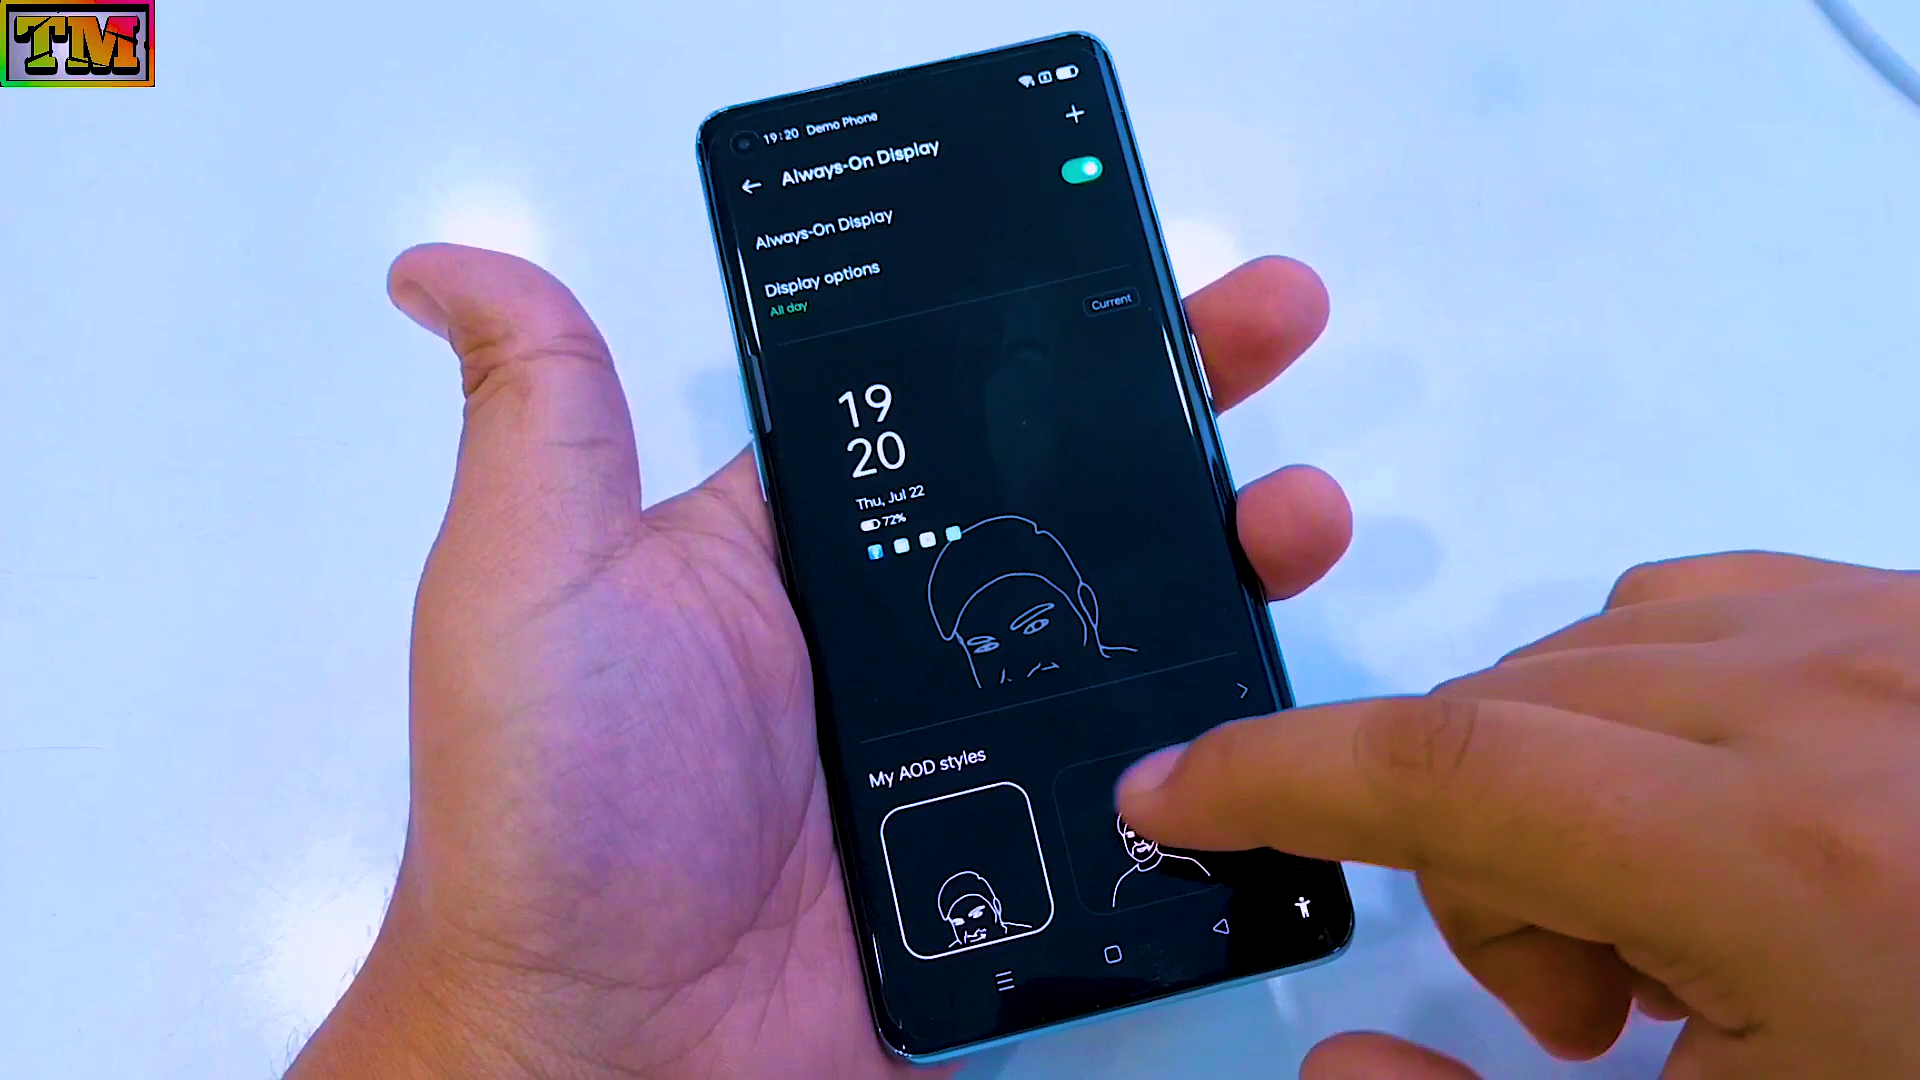 TM
19:20 Demo Phone
Always-On Display
Always-On Display
Display options
All day
Current
19
20
Thu, Jul 22
72%
My AOD styles